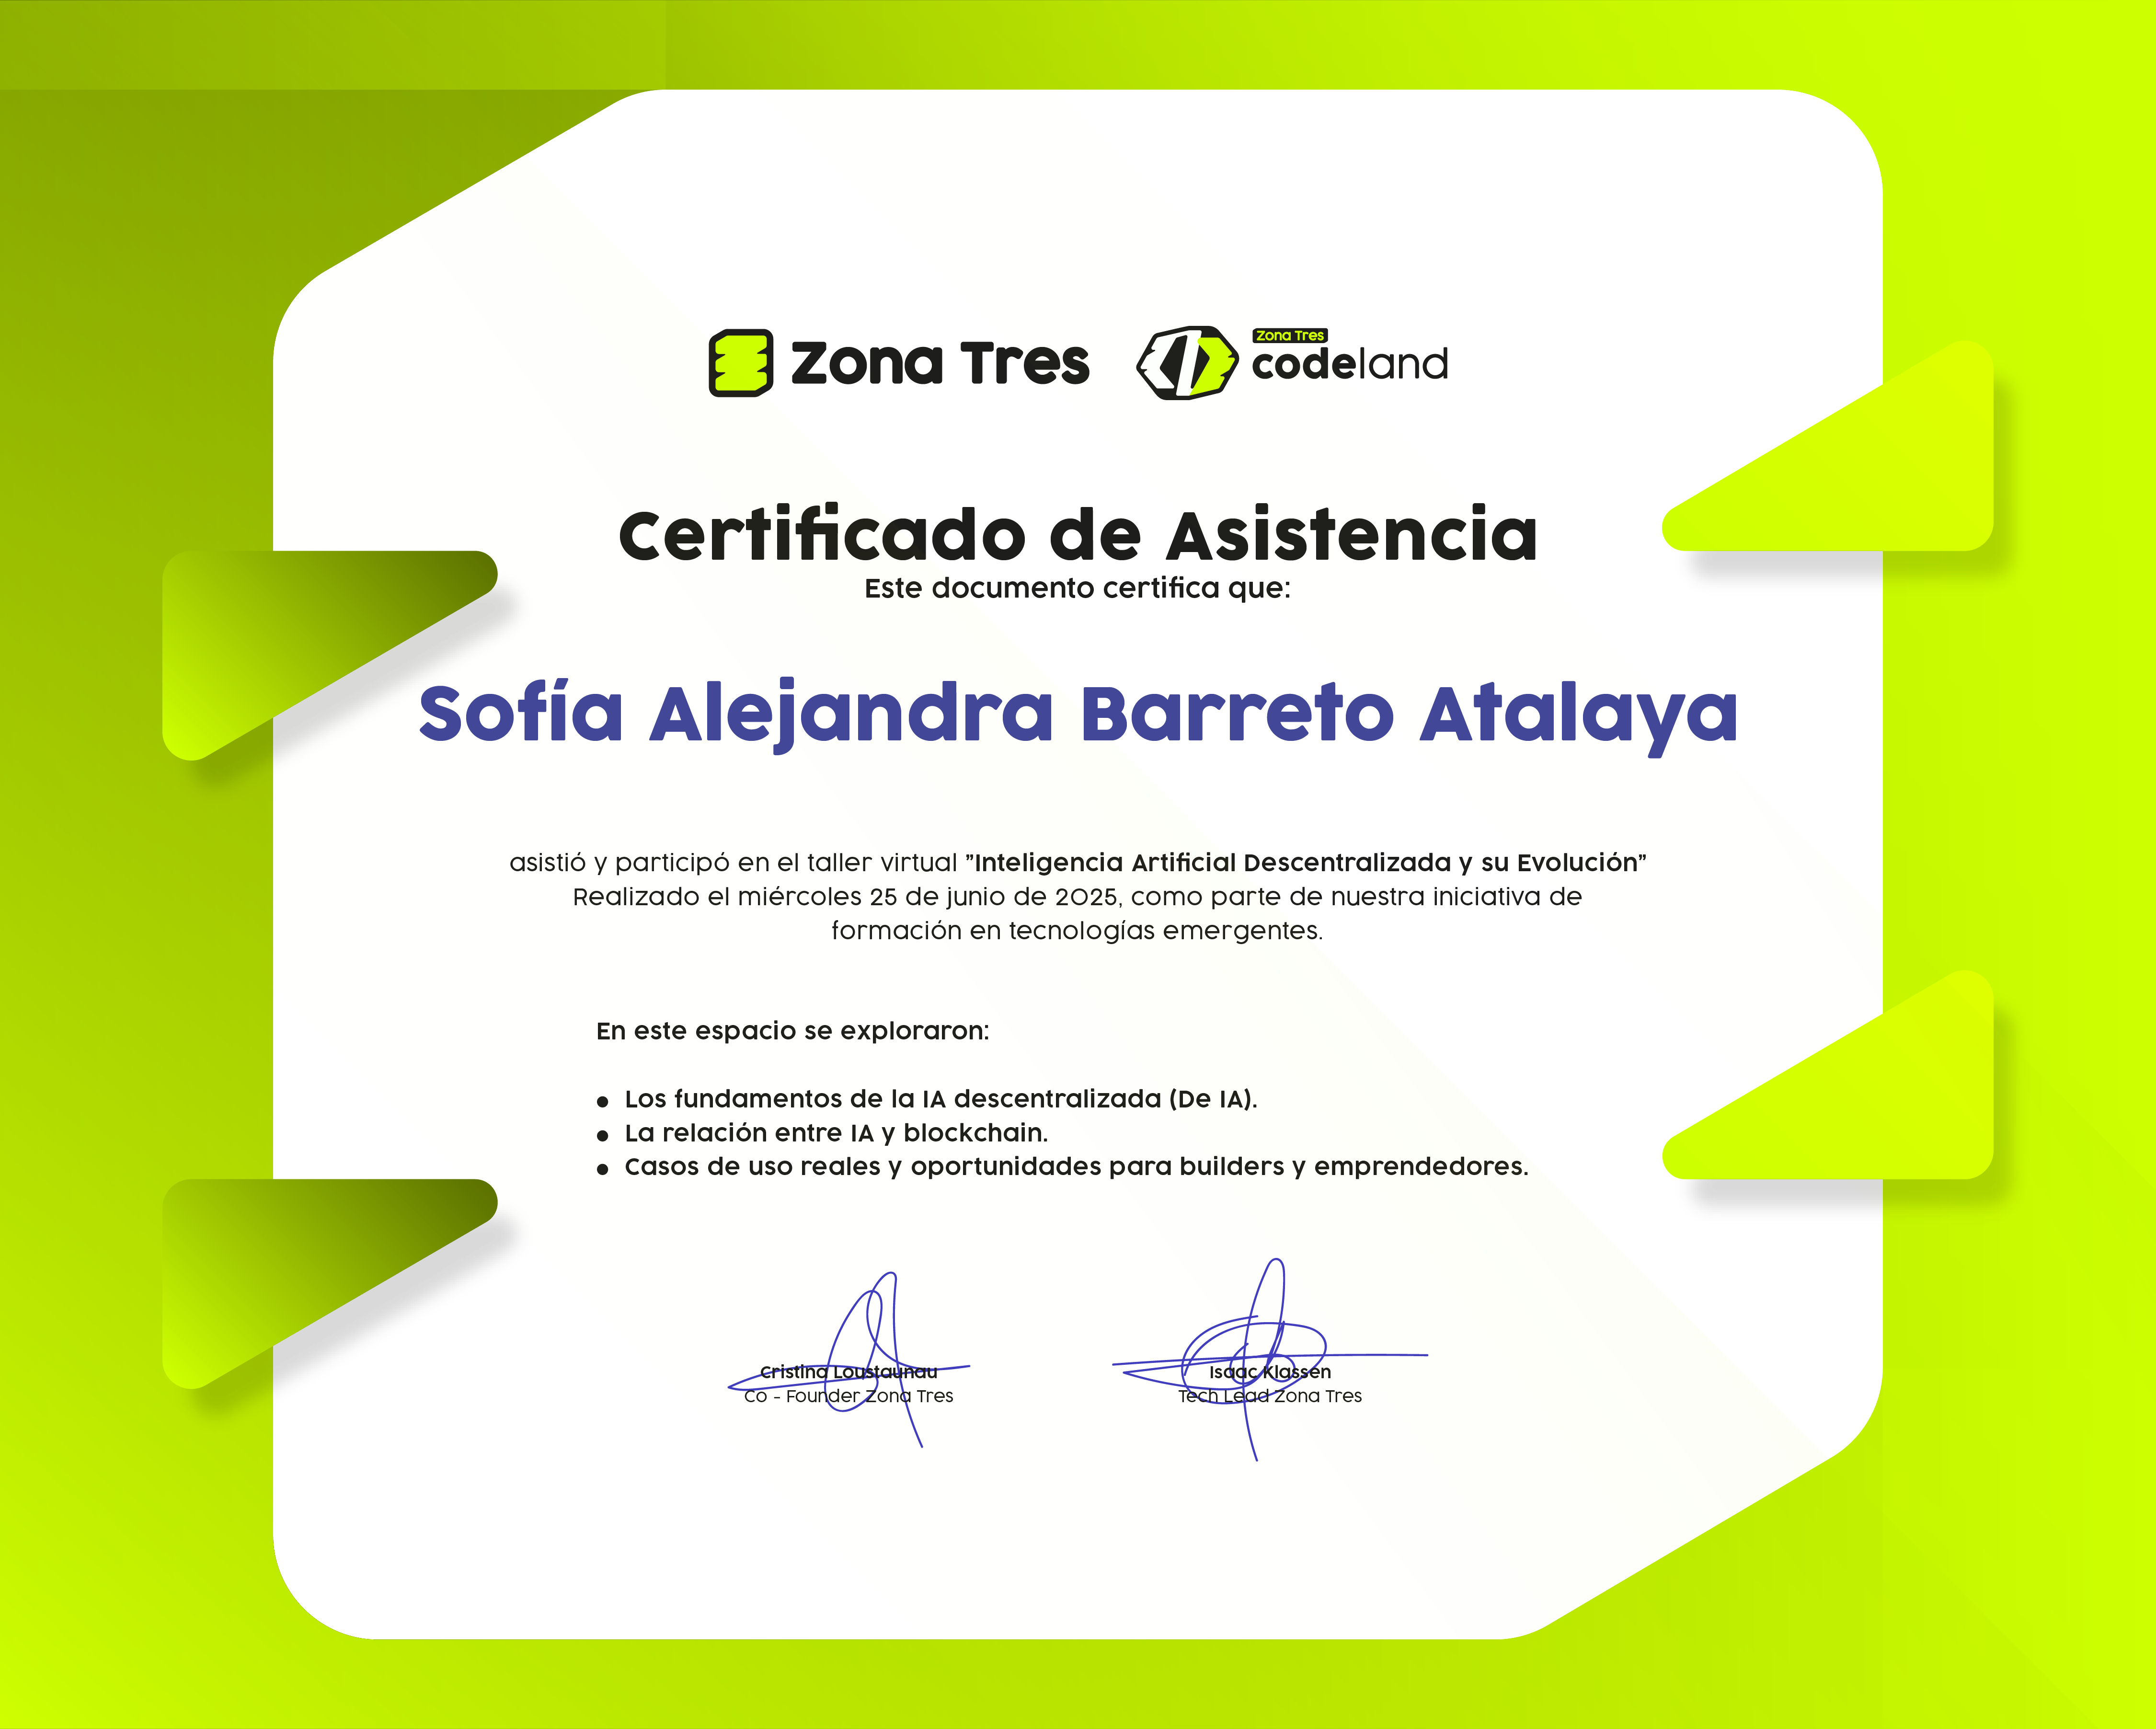 Zona Tres
Zona Tres
codeland
Certificado de Asistencia
Este documento certifica que:
Sofía Alejandra Barreto Atalaya
asistió y participó en el taller virtual "Inteligencia Artificial Descentralizada y su Evolución"
Realizado el miércoles 25 de junio de 2025, como parte de nuestra iniciativa de
formación en tecnologías emergentes.
En este espacio se exploraron:
● Los fundamentos de la IA descentralizada (De IA).
● La relación entre IA y blockchain.
● Casos de uso reales y oportunidades para builders y emprendedores.
Cristina Loustaunau
Co - Founder Zona Tres
Isaac Klassen
Tech Lead Zona Tres